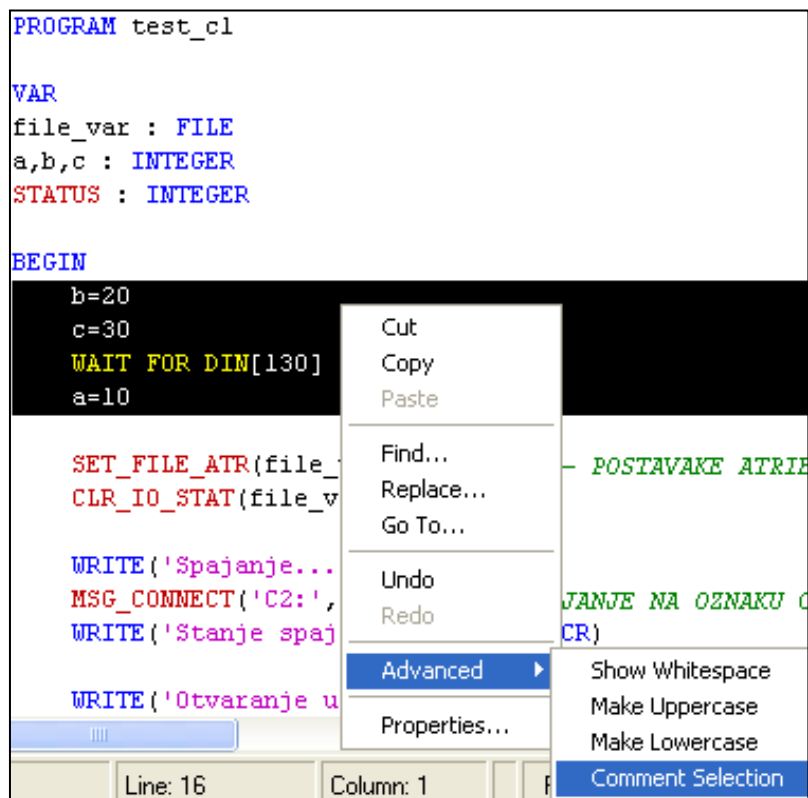 PROGRAM test_cl
VAR
file_var : FILE
a,b,c : INTEGER
STATUS : INTEGER
BEGIN
b=20
c=30
WAIT FOR DIN[130]
a=10
SET_FILE_ATR(file_
- POSTAVAKE ATRIB
CLR_IO_STAT(file_v
WRITE('Spajanje...
MSG_CONNECT('C2:',
JANJE NA OZNAKU
WRITE('Stanje spaj
CR)
WRITE('Otvaranje u
Cut
Copy
Paste
Find...
Replace...
Go To...
Undo
Redo
Advanced
Properties...
Show Whitespace
Make Uppercase
Make Lowercase
Comment Selection
Line: 16
Column: 1